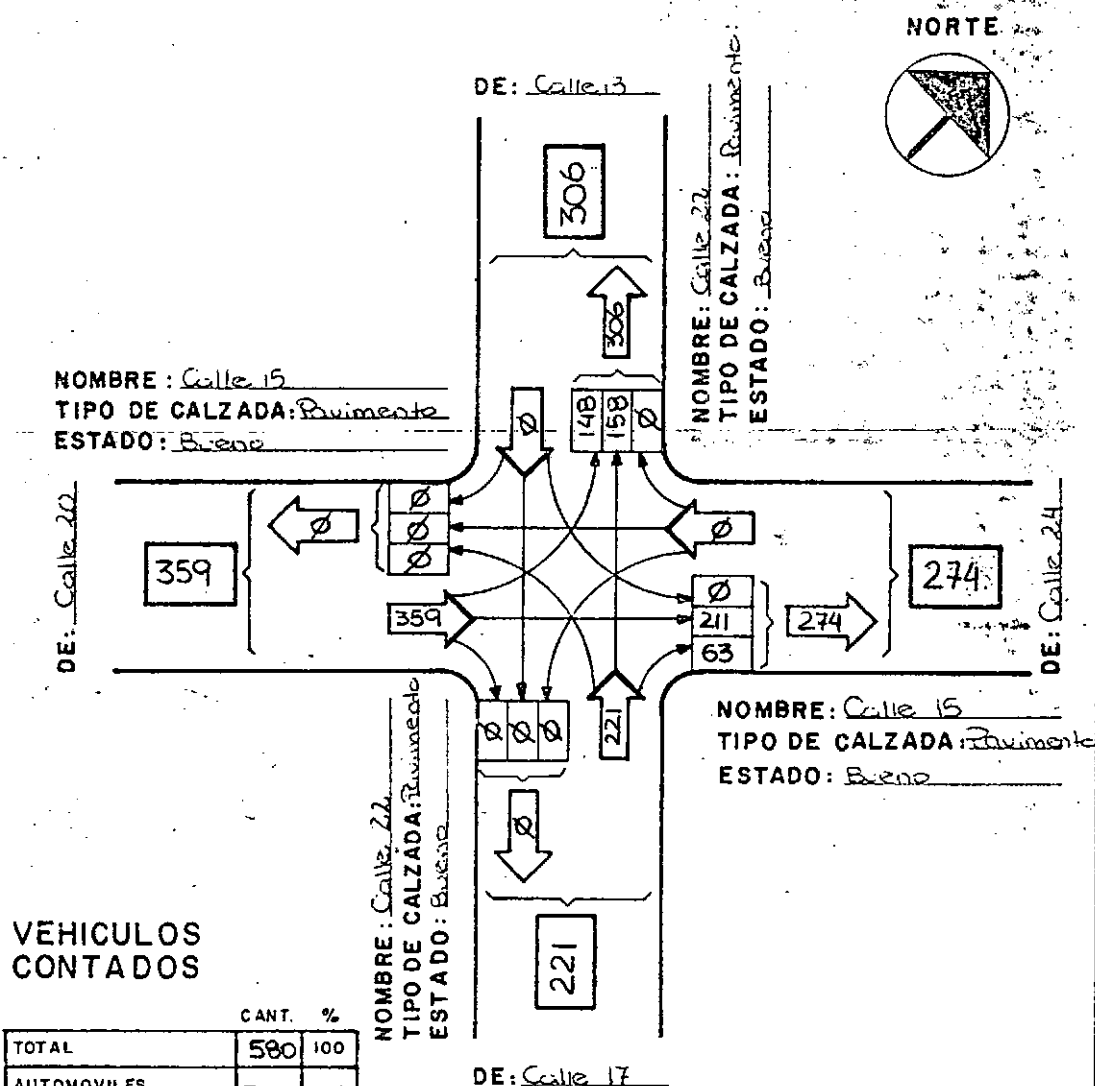 NORTE
DE: Calle 13
306
306
NOMBRE: Calle 22
TIPO DE CALZADA: Pavimento
ESTADO: Bueno
NOMBRE: Calle 15
TIPO DE CALZADA: Pavimento
ESTADO: Bueno
Ø
148 158 Ø
DE: Calle 20
359
Ø
Ø
Ø
Ø
359
Ø
Ø
211
63
274
274
DE: Calle 24
NOMBRE: Calle 15
TIPO DE CALZADA: Pavimento
ESTADO: Bueno
Ø Ø Ø
221
Ø
NOMBRE: Calle 22
TIPO DE CALZADA: Pavimento
ESTADO: Bueno
221
DE: Calle 17
VEHICULOS
CONTADOS
CANT. %
TOTAL 580 100
AUTOMOVILES